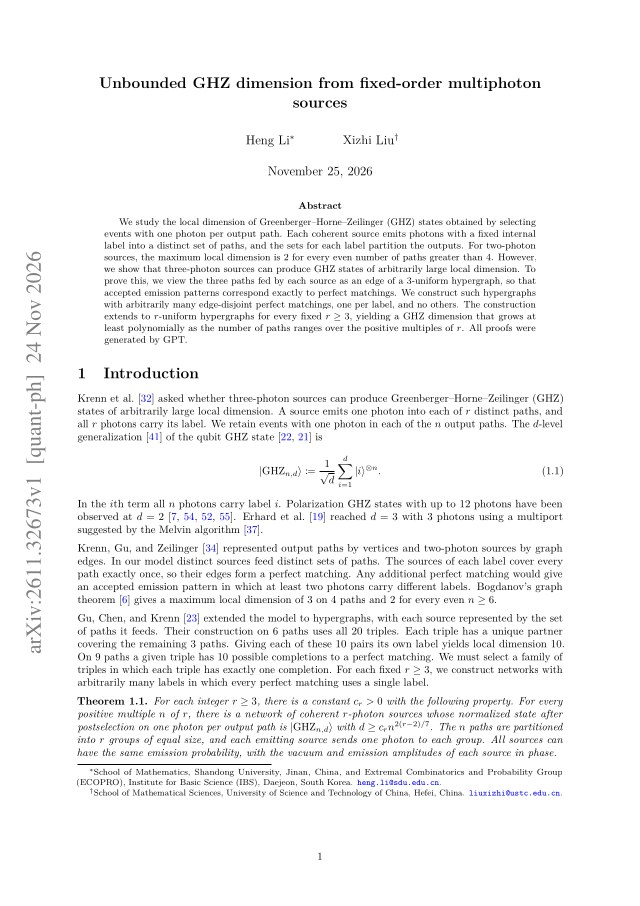 Unbounded GHZ dimension from fixed-order multiphoton
sources
Heng Li* Xizhi Liu†
November 25, 2026
Abstract
We study the local dimension of Greenberger–Horne–Zeilinger (GHZ) states obtained by selecting
events with one photon per output path. Each coherent source emits photons with a fixed internal
label into a distinct set of paths, and the sets for each label partition the outputs. For two-photon
sources, the maximum local dimension is 2 for every even number of paths greater than 4. However,
we show that three-photon sources can produce GHZ states of arbitrarily large local dimension. To
prove this, we view the three paths fed by each source as an edge of a 3-uniform hypergraph, so that
accepted emission patterns correspond exactly to perfect matchings. We construct such hypergraphs
with arbitrarily many edge-disjoint perfect matchings, one per label, and no others. The construction
extends to r-uniform hypergraphs for every fixed r ≥ 3, yielding a GHZ dimension that grows at
least polynomially as the number of paths ranges over the positive multiples of r. All proofs were
generated by GPT.
1 Introduction
Krenn et al. [32] asked whether three-photon sources can produce Greenberger–Horne–Zeilinger (GHZ)
states of arbitrarily large local dimension. A source emits one photon into each of r distinct paths, and
all r photons carry its label. We retain events with one photon in each of the n output paths. The d-level
generalization [41] of the qubit GHZ state [22, 21] is
|GHZₙ,d⟩ := 1/√d ∑_{i=1}^{d} |i⟩^{⊗n}. (1.1)
In the ith term all n photons carry label i. Polarization GHZ states with up to 12 photons have been
observed at d = 2 [7, 54, 52, 55]. Erhard et al. [19] reached d = 3 with 3 photons using a multiport
suggested by the Melvin algorithm [37].
Krenn, Gu, and Zeilinger [34] represented output paths by vertices and two-photon sources by graph
edges. In our model distinct sources feed distinct sets of paths. The sources of each label cover every
path exactly once, so their edges form a perfect matching. Any additional perfect matching would give
an accepted emission pattern in which at least two photons carry different labels. Bogdanov's graph
theorem [6] gives a maximum local dimension of 3 on 4 paths and 2 for every even n ≥ 6.
Gu, Chen, and Krenn [23] extended the model to hypergraphs, with each source represented by the set
of paths it feeds. Their construction on 6 paths uses all 20 triples. Each triple has a unique partner
covering the remaining 3 paths. Giving each of these 10 pairs its own label yields local dimension 10.
On 9 paths a given triple has 10 possible completions to a perfect matching. We must select a family of
triples in which each triple has exactly one completion. For each fixed r ≥ 3, we construct networks with
arbitrarily many labels in which every perfect matching uses a single label.
Theorem 1.1. For each integer r ≥ 3, there is a constant c_r > 0 with the following property. For every
positive multiple n of r, there is a network of coherent r-photon sources whose normalized state after
postselection on one photon per output path is |GHZₙ,d⟩ with d ≥ c_r n^{2(r−2)/7}. The n paths are partitioned
into r groups of equal size, and each emitting source sends one photon to each group. All sources can
have the same emission probability, with the vacuum and emission amplitudes of each source in phase.
*School of Mathematics, Shandong University, Jinan, China, and Extremal Combinatorics and Probability Group
(ECOPRO), Institute for Basic Science (IBS), Daejeon, South Korea. heng.li@sdu.edu.cn.
†School of Mathematical Sciences, University of Science and Technology of China, Hefei, China. liuxizhi@ustc.edu.cn.
1
arXiv:2611.32673v1 [quant-ph] 24 Nov 2026